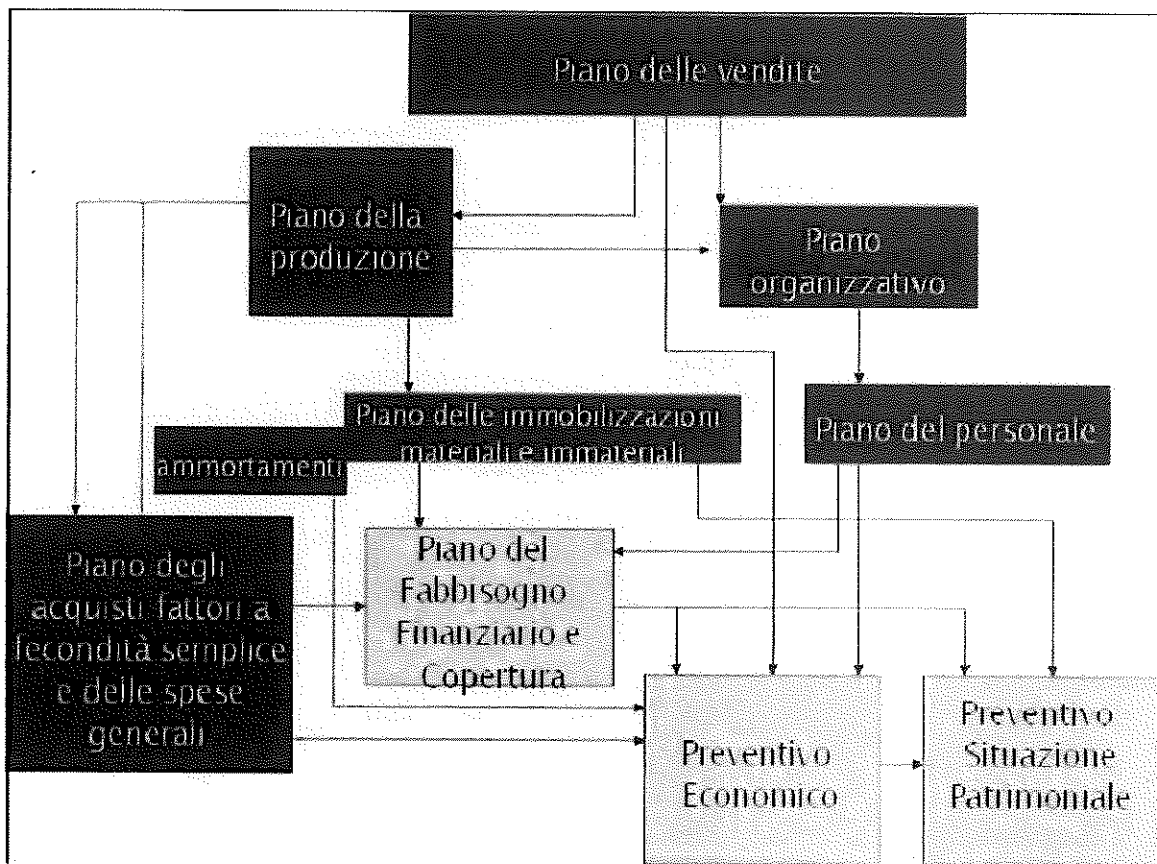 Piano delle vendite
Piano della
produzione
Piano
organizzativo
Piano delle immobilizzazioni
materiali e immateriali
Piano del personale
ammortamenti
Piano degli
acquisti fattori a
fecondità semplice
e delle spese
generali
Piano del
Fabbisogno
Finanziario e
Copertura
Preventivo
Economico
Preventivo
Situazione
Patrimoniale